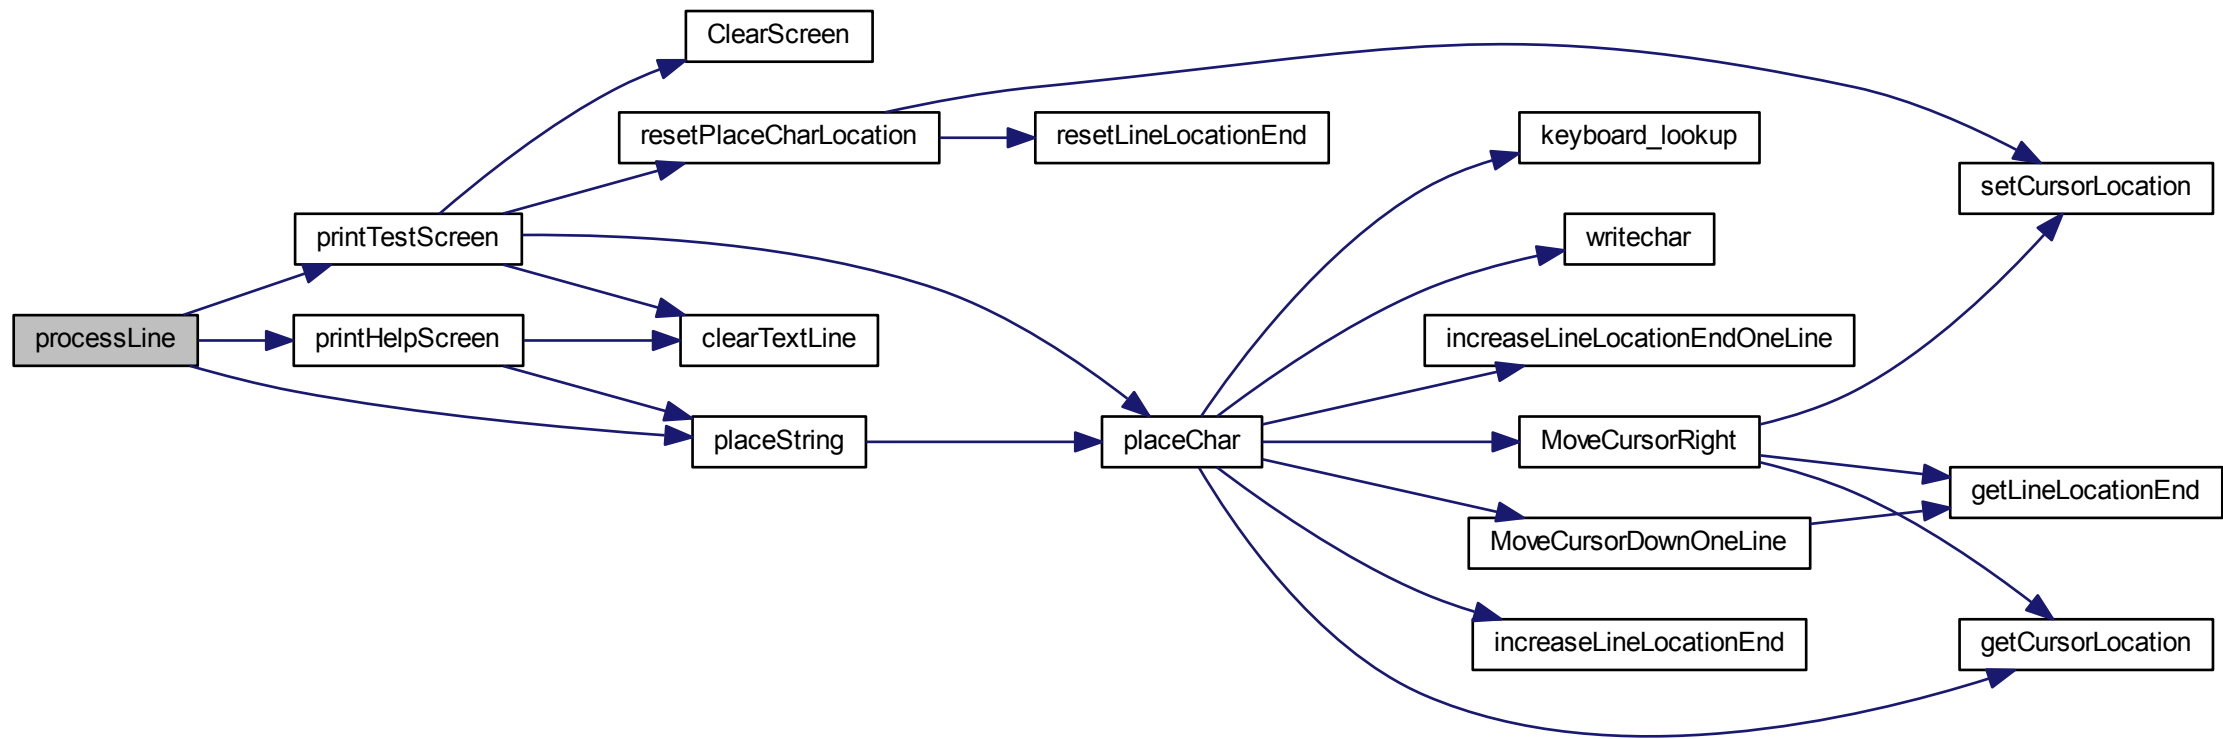 ClearScreen
resetPlaceCharLocation
resetLineLocationEnd
keyboard_lookup
setCursorLocation
printTestScreen
writechar
processLine
printHelpScreen
clearTextLine
increaseLineLocationEndOneLine
placeString
placeChar
MoveCursorRight
getLineLocationEnd
MoveCursorDownOneLine
increaseLineLocationEnd
getCursorLocation